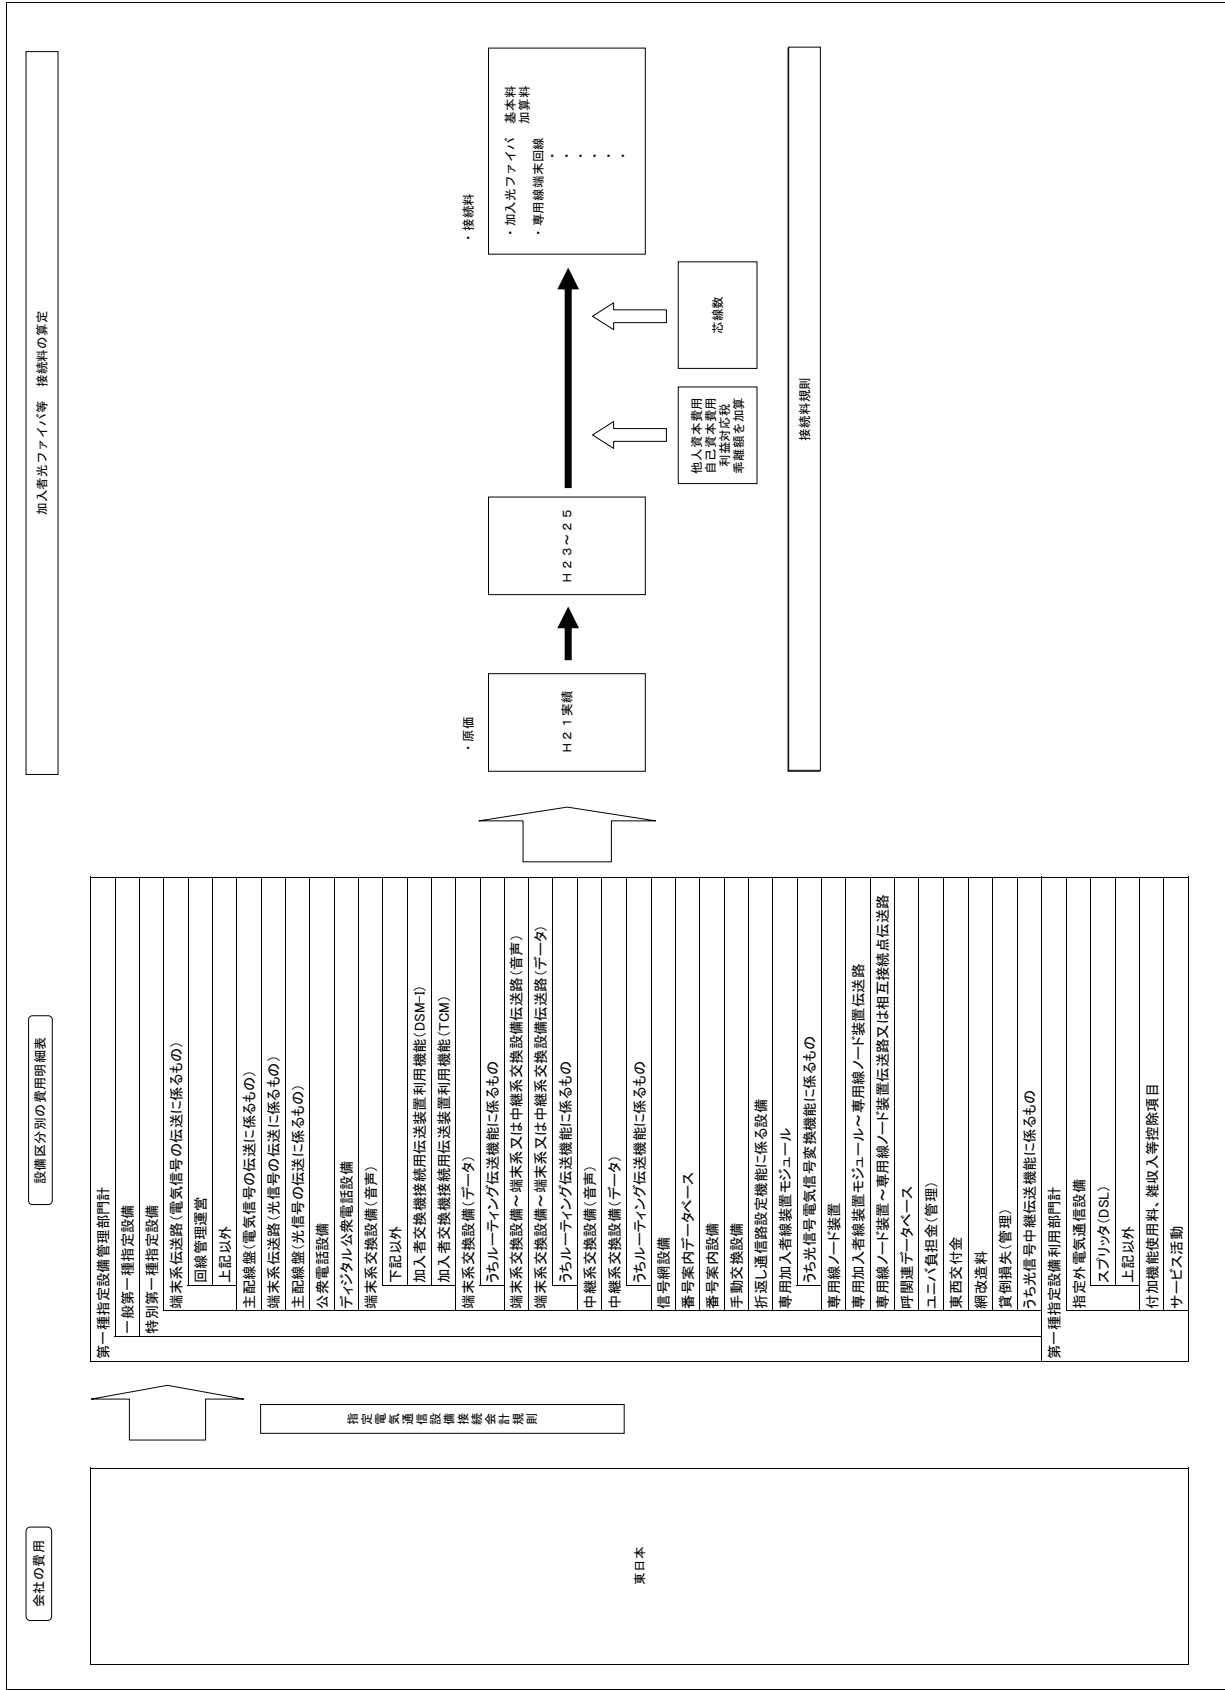 会社の費用
東日本
指定電気通信設備接続会計規則
設備区分別の費用明細表
第一種指定設備管理部門計
一般第一種指定設備
特別第一種指定設備
端末系伝送路(電気信号の伝送に係るもの)
回線管理運営
上記以外
主配線盤(電気信号の伝送に係るもの)
端末系伝送路(光信号の伝送に係るもの)
主配線盤(光信号の伝送に係るもの)
公衆電話設備
ディジタル公衆電話設備
端末系交換設備(音声)
下記以外
加入者交換機接続用伝送装置利用機能(DSM-I)
加入者交換機接続用伝送装置利用機能(TCM)
端末系交換設備(データ)
うちルーティング伝送機能に係るもの
端末系交換設備~端末系又は中継系交換設備伝送路(音声)
端末系交換設備~端末系又は中継系交換設備伝送路(データ)
うちルーティング伝送機能に係るもの
中継系交換設備(音声)
中継系交換設備(データ)
うちルーティング伝送機能に係るもの
信号網設備
番号案内データベース
番号案内設備
手動交換設備
折返し通信路設定機能に係る設備
専用加入者線装置モジュール
うち光信号電気信号変換機能に係るもの
専用線ノード装置
専用加入者線装置モジュール~専用線ノード装置伝送路
専用線ノード装置~専用線ノード装置伝送路又は相互接続点伝送路
呼関連データベース
ユニバ負担金(管理)
東西交付金
網改造料
貸倒損失(管理)
うち光信号中継伝送機能に係るもの
第一種指定設備利用部門計
指定外電気通信設備
スプリッタ(DSL)
上記以外
付加機能使用料、雑収入等控除項目
サービス活動
加入者光ファイバ等 接続料の算定
・原価
H21実績
H23~25
他人資本費用
自己資本費用
利益対応税
乖離額を加算
芯線数
・接続料
・加入光ファイバ 基本料
加算料
・専用線端末回線
・
・
・
・
・
・
接続料規則